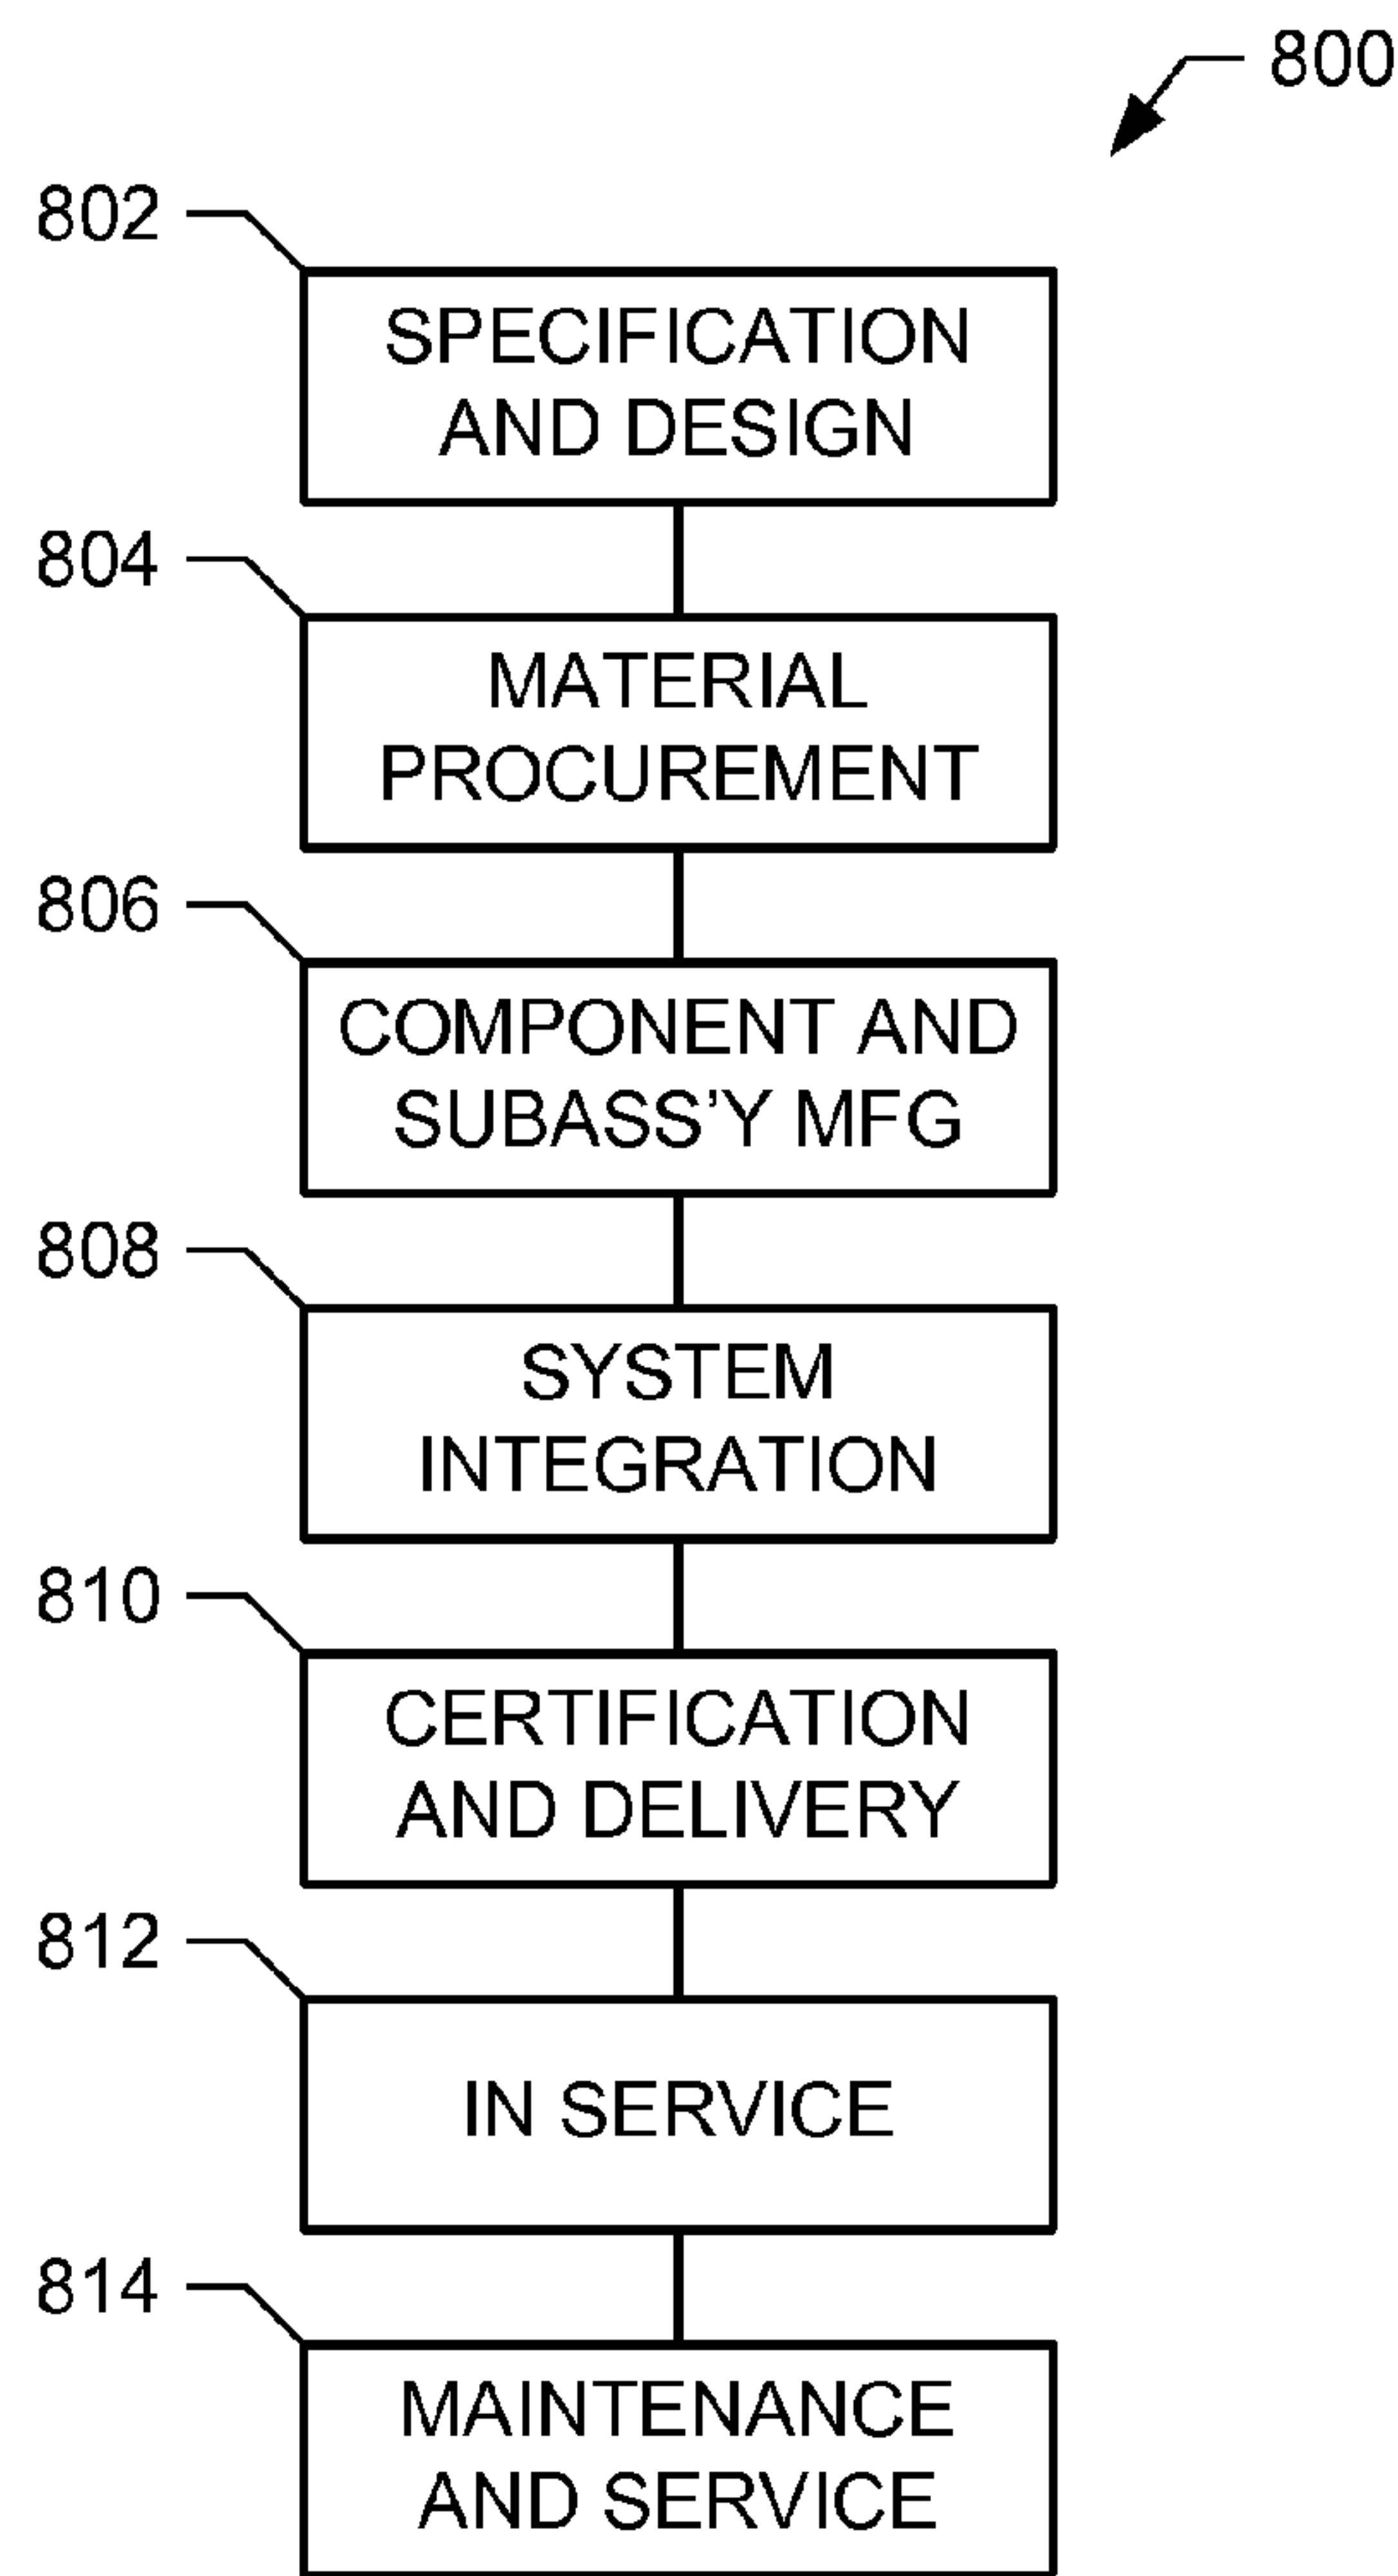 800
802
SPECIFICATION
AND DESIGN
804
MATERIAL
PROCUREMENT
806
COMPONENT AND
SUBASS’Y MFG
808
SYSTEM
INTEGRATION
810
CERTIFICATION
AND DELIVERY
812
IN SERVICE
814
MAINTENANCE
AND SERVICE